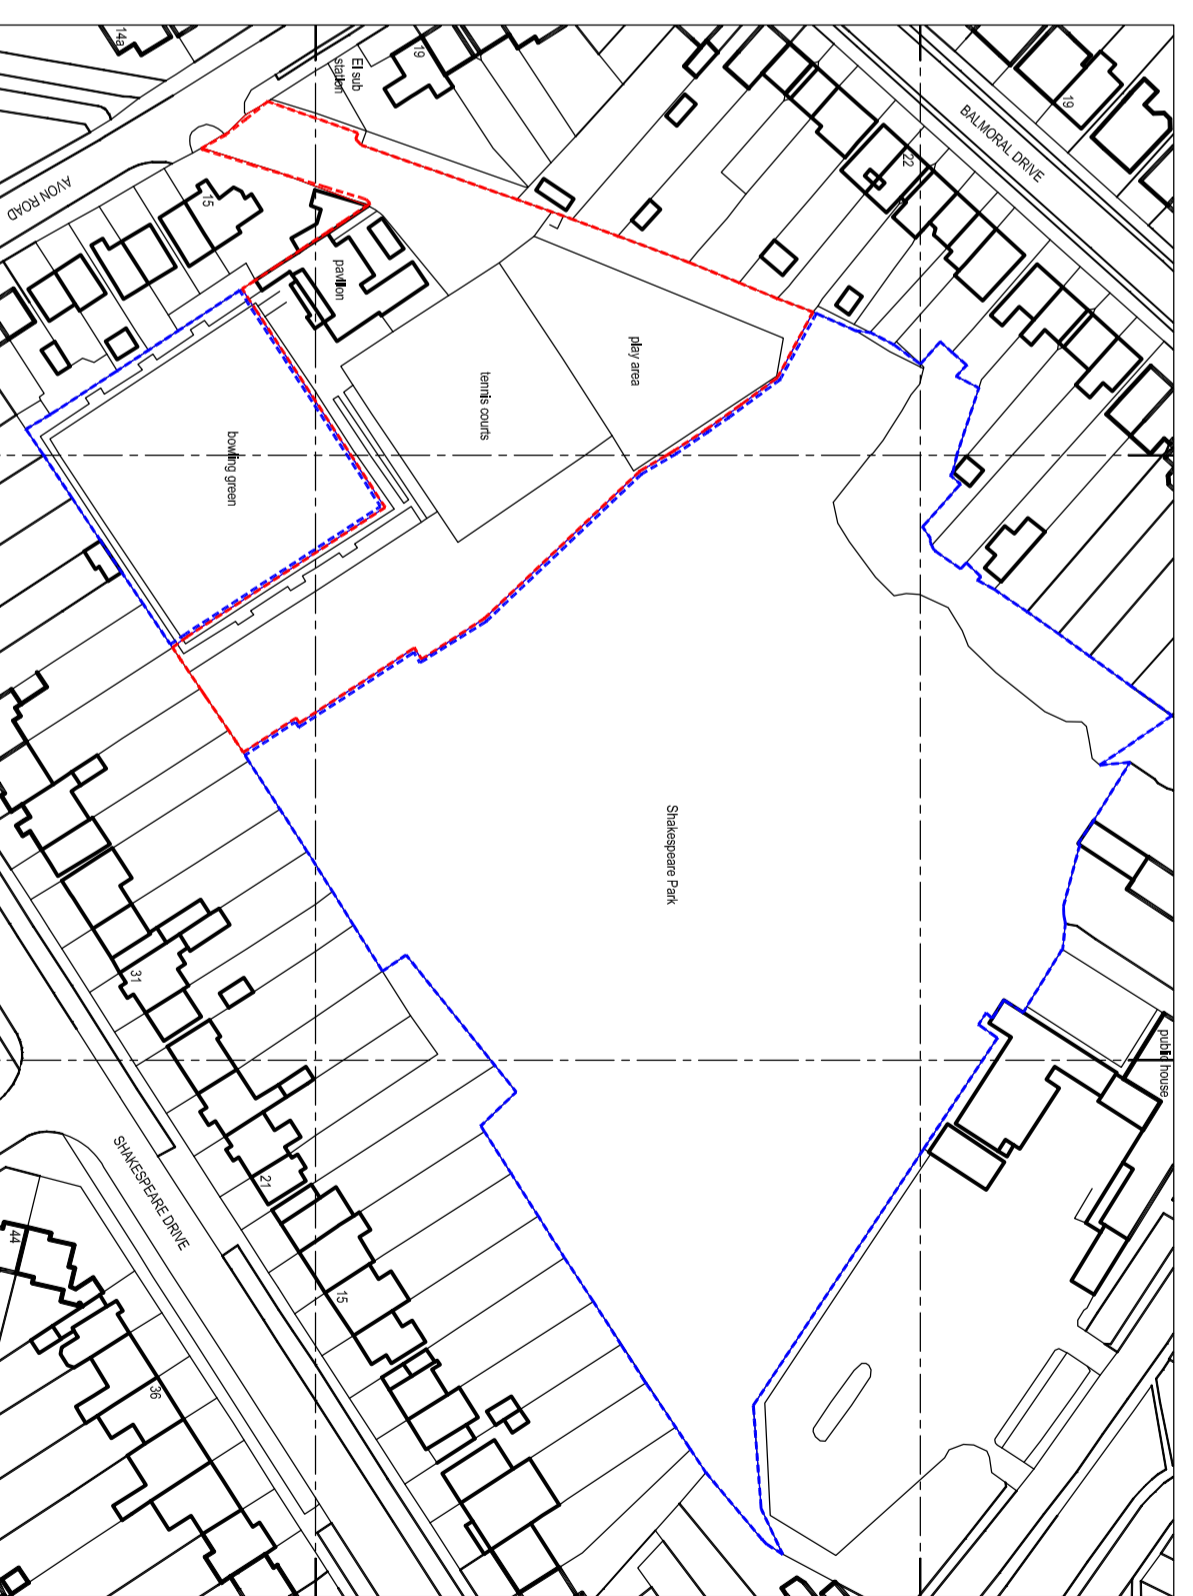 14a
El sub
station
19
BALMORAL DRIVE
19
22
AVON ROAD
15
pavilion
play area
tennis courts
bowling green
Shakespeare Park
public house
31
21
SHAKESPEARE DRIVE
15
44
36